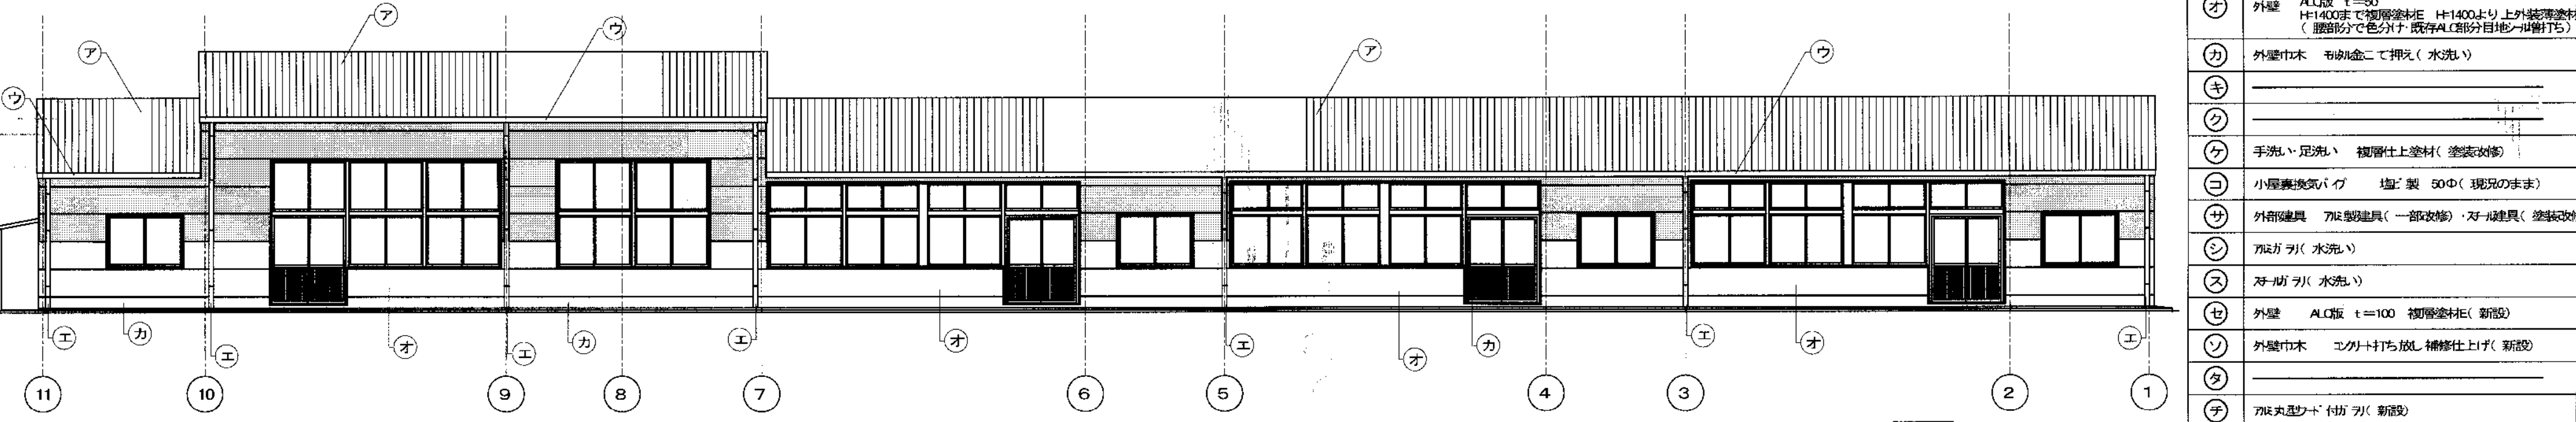 ア
ウ
ア
ア
ウ
ア
ウ
エ
カ
エ
オ
エ
カ
エ
オ
エ
オ
カ
エ
オ
エ
11
10
9
8
7
6
5
4
3
2
1
オ 外壁 ALC版 t=50
H=1400まで複層塗材E H=1400より上外装薄塗材
(腰部分で色分け・既存ALC部分目地シール増打ち)
カ 外壁巾木 モルタル金こて押え(水洗い)
キ
ク
ケ 手洗い・足洗い 複層仕上塗材(塗装改修)
コ 小屋裏換気パイプ 塩ビ製 50Φ(現況のまま)
サ 外部建具 アルミ製建具(一部改修)・スチール建具(塗装改修
シ アルミガラリ(水洗い)
ス スチールガラリ(水洗い)
セ 外壁 ALC版 t=100 複層塗材E(新設)
ソ 外壁巾木 コンクリート打ち放し補修仕上げ(新設)
タ
チ アルミ丸型フード付ガラリ(新設)